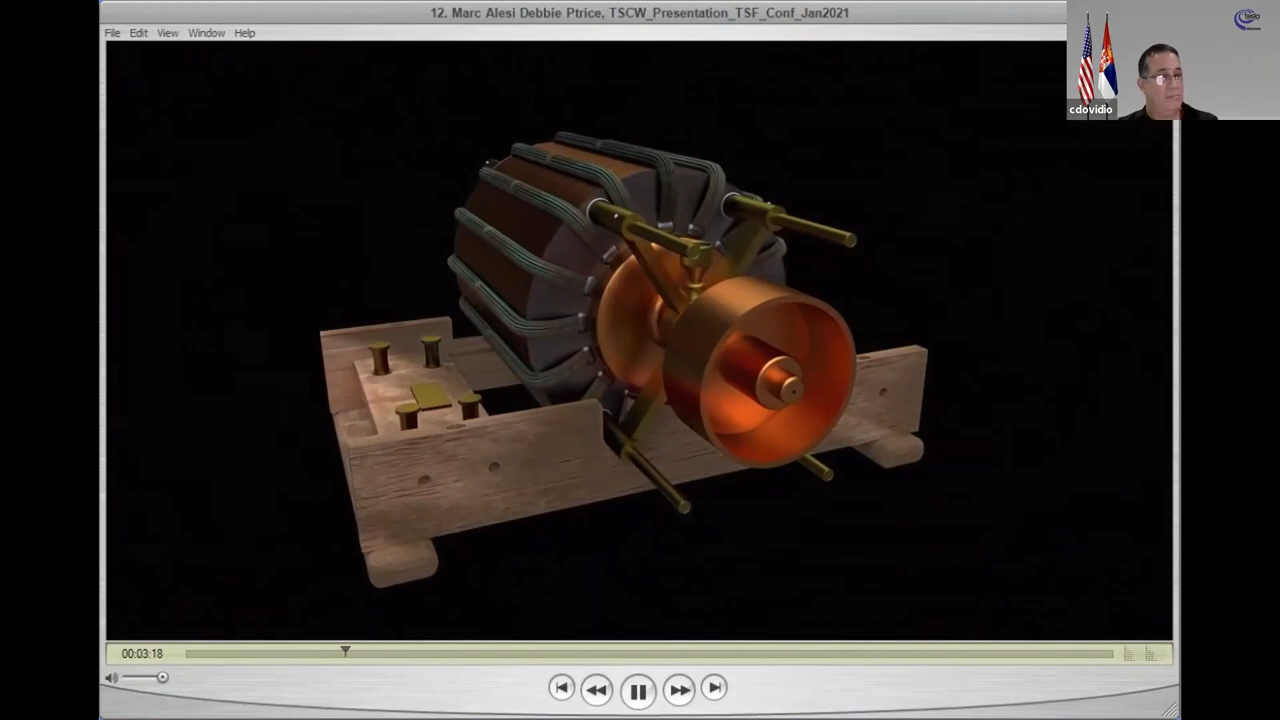 12. Marc Alesi Debbie Ptrice, TSCW_Presentation_TSF_Conf_Jan2021
File Edit View Window Help
cdovidio
00:03:18